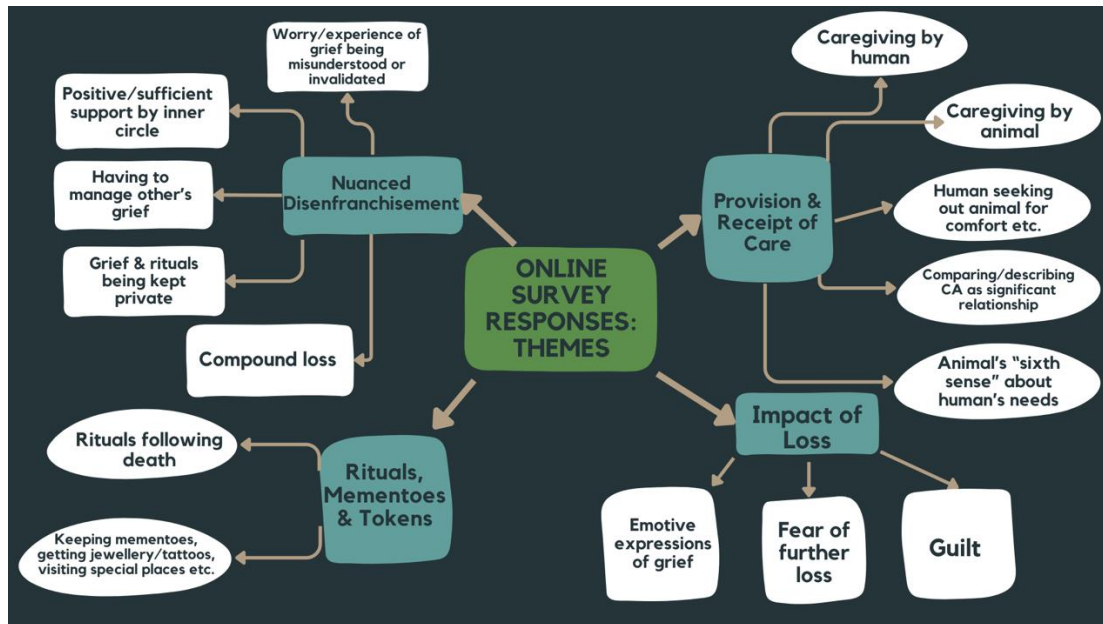 Worry/experience of
grief being
misunderstood or
invalidated
Positive/sufficient
support by inner
circle
Having to
manage other's
grief
Grief & rituals
being kept
private
Compound loss
Nuanced
Disenfranchisement
ONLINE
SURVEY
RESPONSES:
THEMES
Caregiving by
human
Caregiving by
animal
Human seeking
out animal for
comfort etc.
Comparing/describing
CA as significant
relationship
Animal's “sixth
sense” about
human's needs
Provision &
Receipt of
Care
Rituals following
death
Keeping mementoes,
getting jewellery/tattoos,
visiting special places etc.
Rituals,
Mementoes
& Tokens
Impact of
Loss
Emotive
expressions
of grief
Fear of
further
loss
Guilt